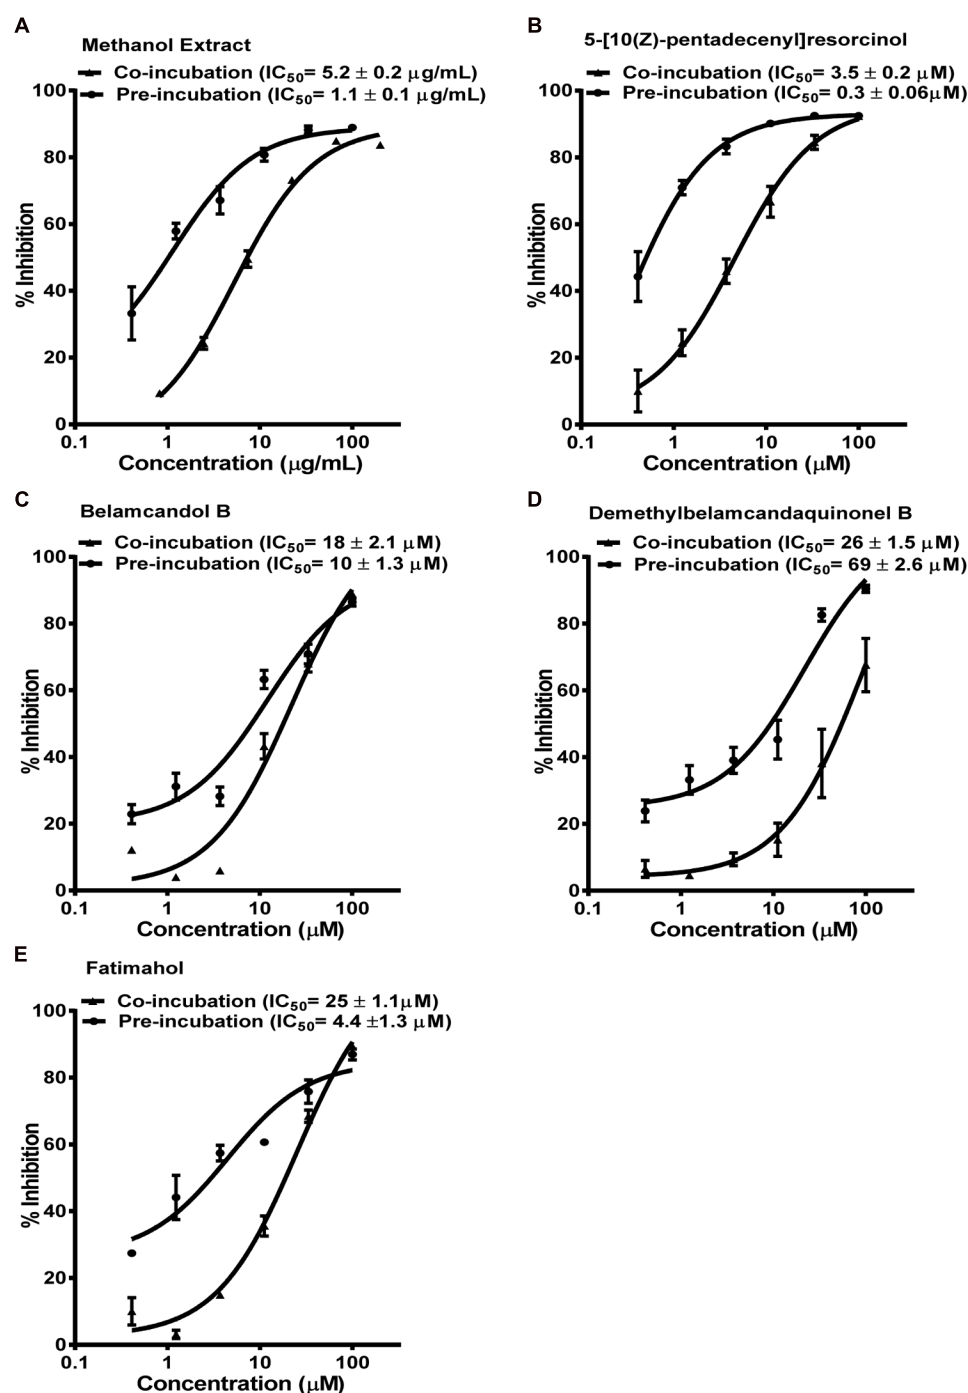 A
Methanol Extract
Co-incubation (IC50= 5.2 ± 0.2 μg/mL)
Pre-incubation (IC50= 1.1 ± 0.1 μg/mL)
100
80
60
40
20
0
% Inhibition
0.1 1 10 100
Concentration (μg/mL)
B
5-[10(Z)-pentadecenyl]resorcinol
Co-incubation (IC50= 3.5 ± 0.2 μM)
Pre-incubation (IC50= 0.3 ± 0.06μM)
100
80
60
40
20
0
% Inhibition
0.1 1 10 100
Concentration (μM)
C
Belamcandol B
Co-incubation (IC50= 18 ± 2.1 μM)
Pre-incubation (IC50= 10 ± 1.3 μM)
100
80
60
40
20
0
% Inhibition
0.1 1 10 100
Concentration (μM)
D
Demethylbelamcandaquinonel B
Co-incubation (IC50= 26 ± 1.5 μM)
Pre-incubation (IC50= 69 ± 2.6 μM)
100
80
60
40
20
0
% Inhibition
0.1 1 10 100
Concentration (μM)
E
Fatimahol
Co-incubation (IC50= 25 ± 1.1μM)
Pre-incubation (IC50= 4.4 ±1.3 μM)
100
80
60
40
20
0
% Inhibition
0.1 1 10 100
Concentration (μM)